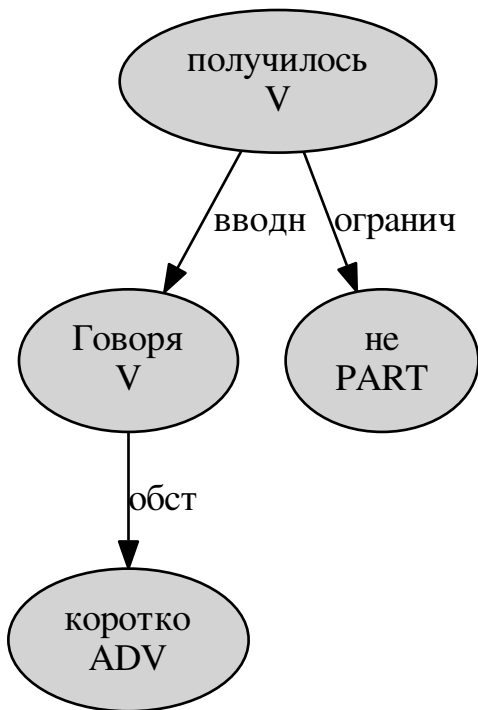 получилось
V
вводн
огранич
Говоря
V
не
PART
обст
коротко
ADV